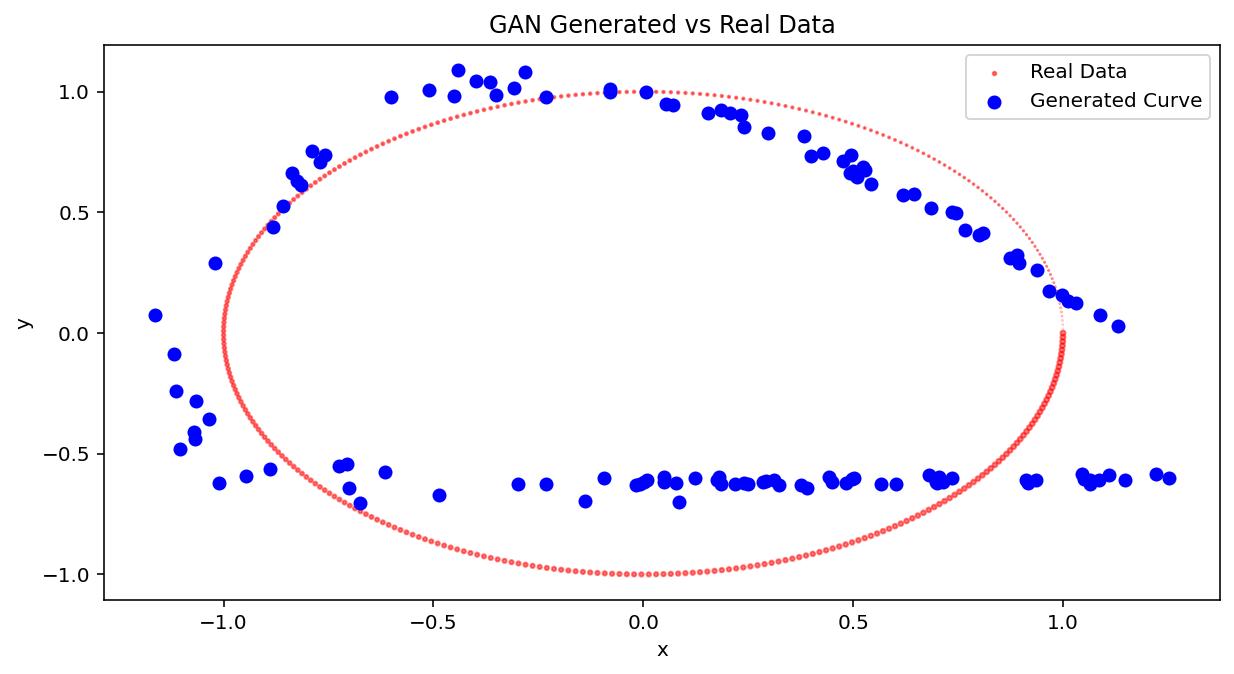 GAN Generated vs Real Data
Real Data
Generated Curve
1.0
0.5
0.0
−0.5
−1.0
y
−1.0 −0.5 0.0 0.5 1.0
x